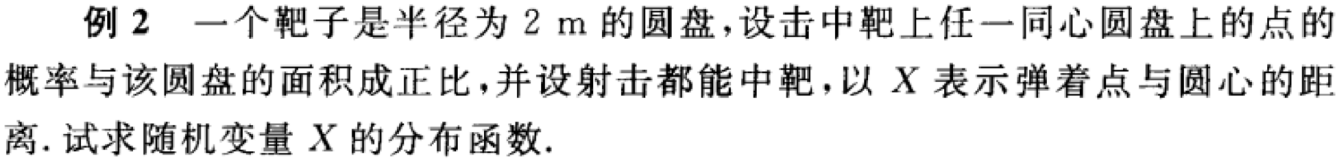 例 2 一个靶子是半径为 2 m 的圆盘,设击中靶上任一同心圆盘上的点的
概率与该圆盘的面积成正比,并设射击都能中靶,以 X 表示弹着点与圆心的距
离. 试求随机变量 X 的分布函数.